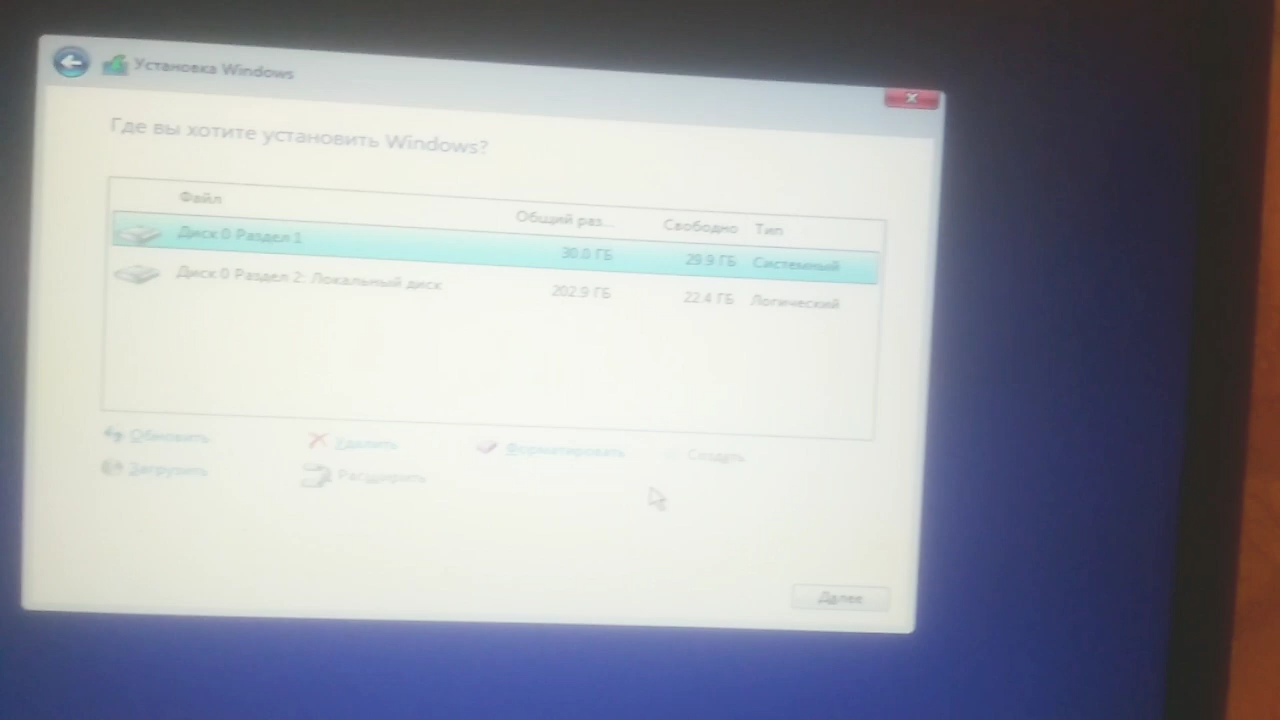 Установка Windows
Где вы хотите установить Windows?
Файл Общий раз... Свободно Тип
Диск 0 Раздел 1 30.0 ГБ 29.9 ГБ Системный
Диск 0 Раздел 2: Локальный диск 202.9 ГБ 22.4 ГБ Логический
Обновить Удалить Форматировать Создать
Загрузить Расширить
Далее